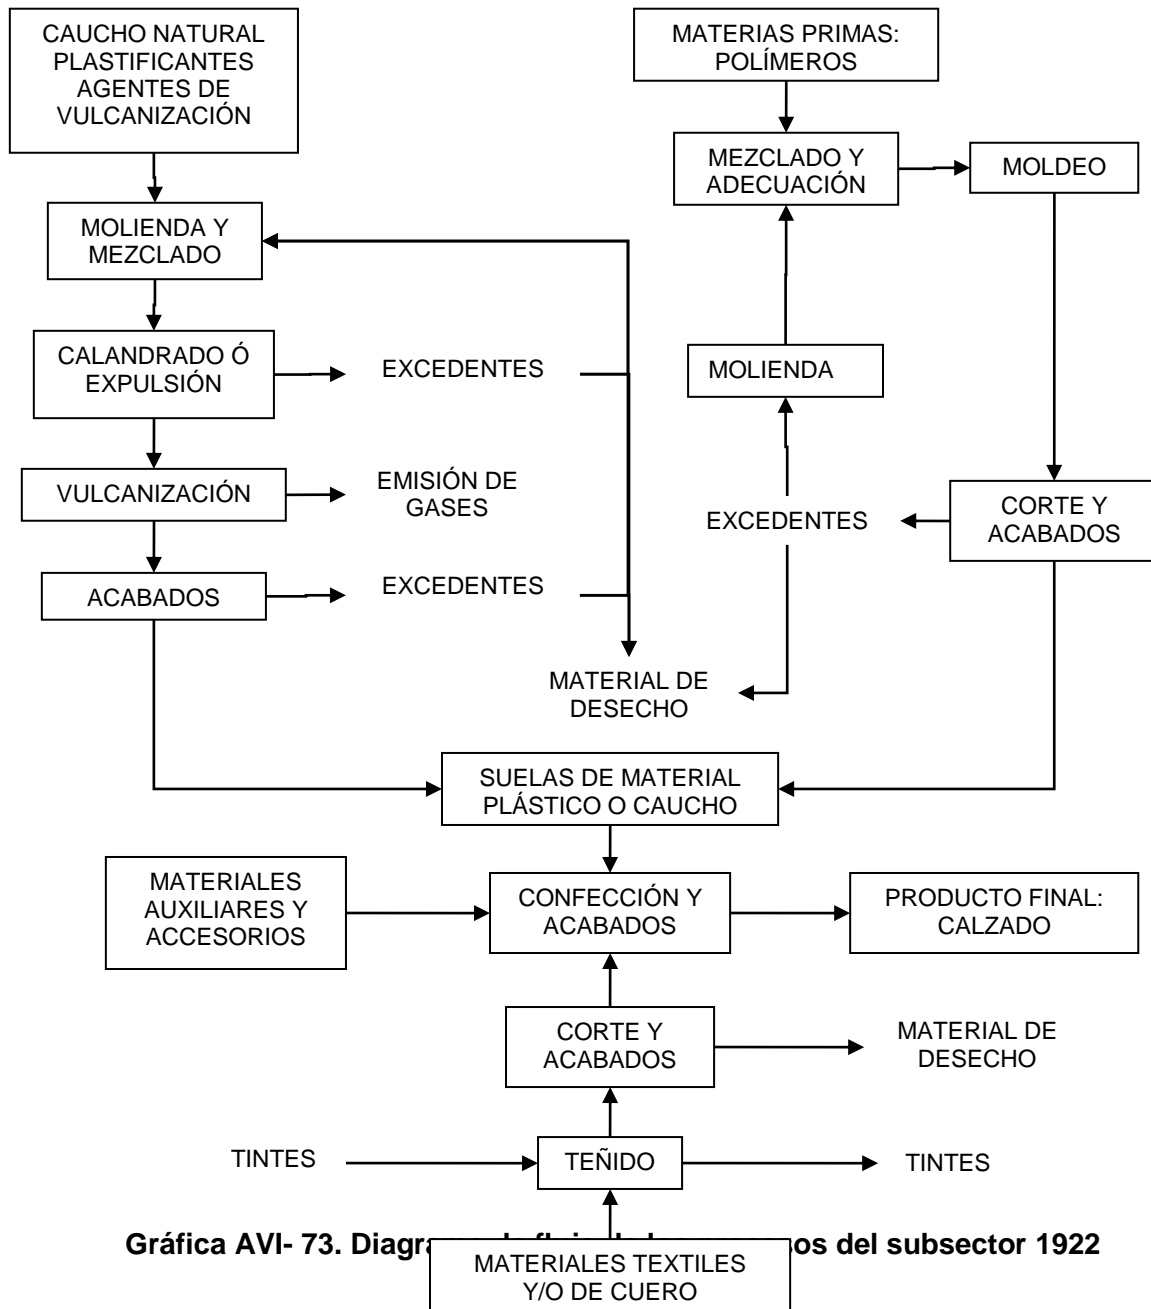 CAUCHO NATURAL
PLASTIFICANTES
AGENTES DE
VULCANIZACIÓN
MATERIAS PRIMAS:
POLÍMEROS
MEZCLADO Y
ADECUACIÓN
MOLDEO
MOLIENDA Y
MEZCLADO
CALANDRADO Ó
EXPULSIÓN
EXCEDENTES
MOLIENDA
VULCANIZACIÓN
EMISIÓN DE
GASES
EXCEDENTES
CORTE Y
ACABADOS
ACABADOS
EXCEDENTES
MATERIAL DE
DESECHO
SUELAS DE MATERIAL
PLÁSTICO O CAUCHO
MATERIALES
AUXILIARES Y
ACCESORIOS
CONFECCIÓN Y
ACABADOS
PRODUCTO FINAL:
CALZADO
CORTE Y
ACABADOS
MATERIAL DE
DESECHO
TINTES
TEÑIDO
TINTES
Gráfica AVI- 73. del subsector 1922
MATERIALES TEXTILES
Y/O DE CUERO